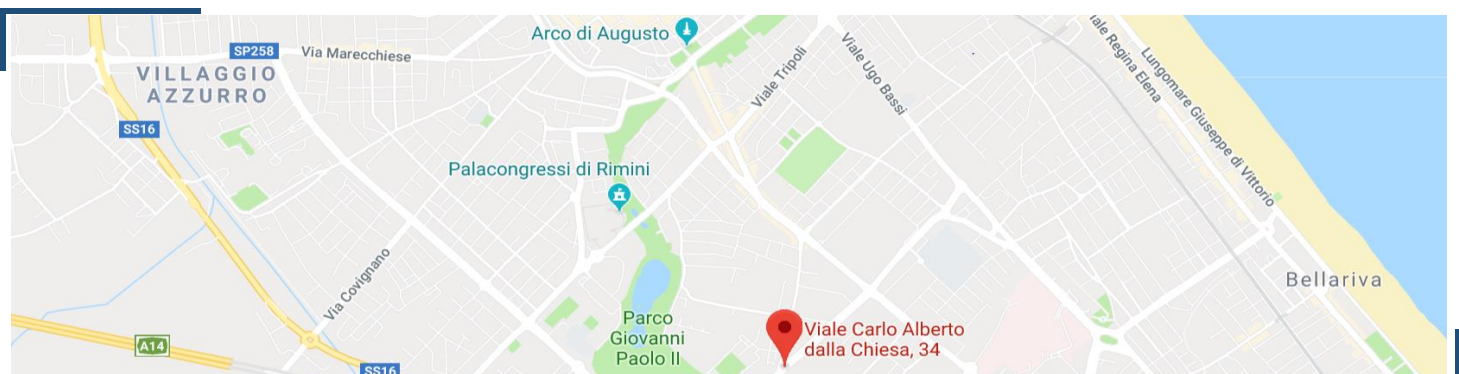 Arco di Augusto
SP258
Via Marecchiese
VILLAGGIO
AZZURRO
Viale Tripoli
Viale Ugo Bassi
ale Regina Elena
Lungomare Giuseppe di Vittorio
SS16
Palacongressi di Rimini
Via Covignano
Bellariva
Parco
Giovanni
Paolo II
Viale Carlo Alberto
dalla Chiesa, 34
A14
SS16